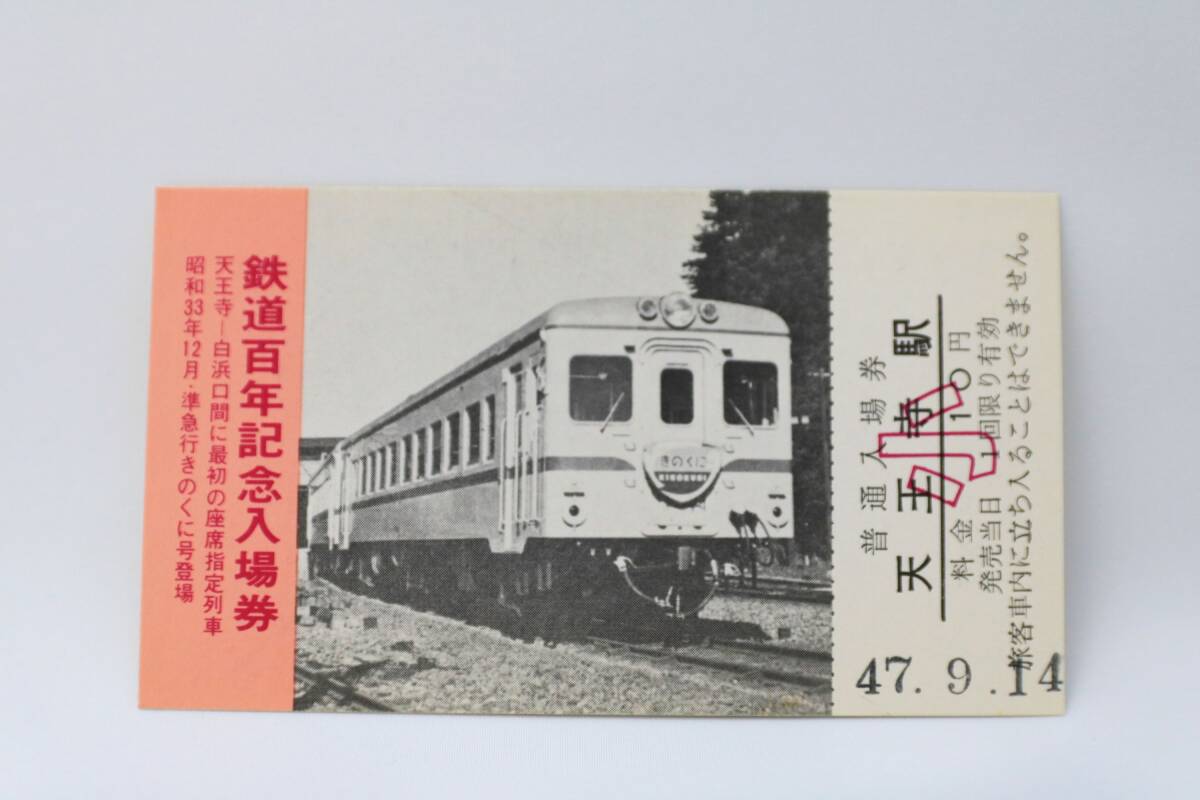 鉄道百年記念入場券
天王寺―白浜口間に最初の座席指定列車
昭和33年12月・準急行きのくに号登場
きのくに
普通入場券
天王寺駅
料金10円
小
発売当日1回限り有効
旅客車内に立ち入ることはできません。
47.9.14